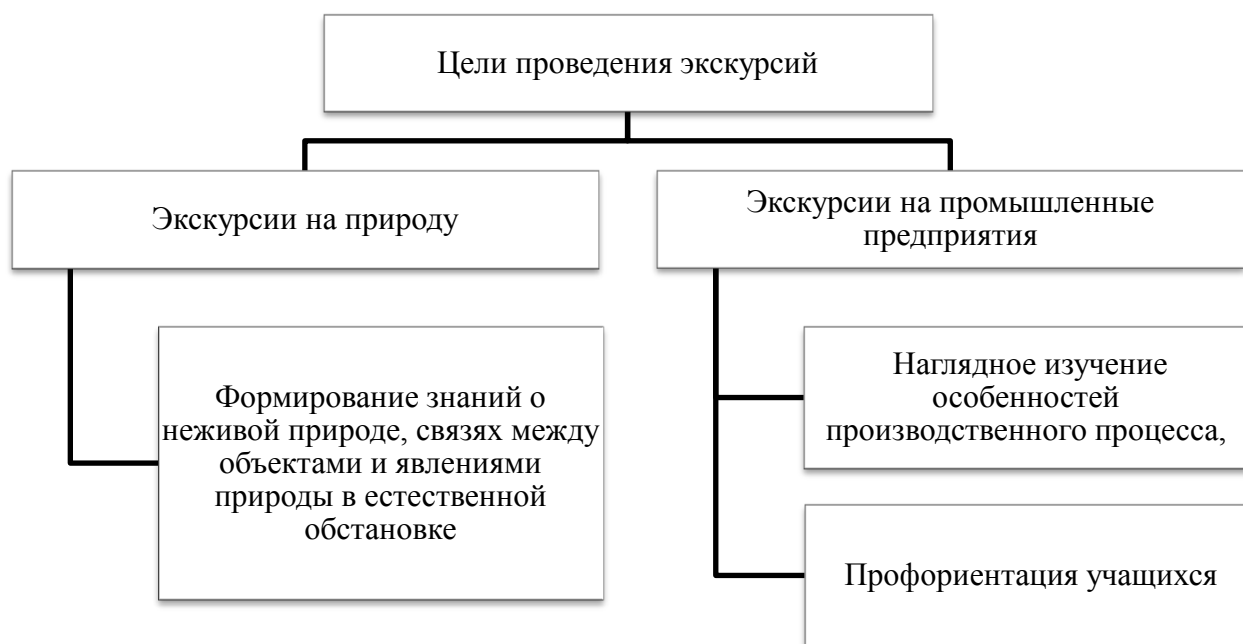 Цели проведения экскурсий
Экскурсии на природу
Экскурсии на промышленные
предприятия
Формирование знаний о
неживой природе, связях между
объектами и явлениями
природы в естественной
обстановке
Наглядное изучение
особенностей
производственного процесса,
Профориентация учащихся